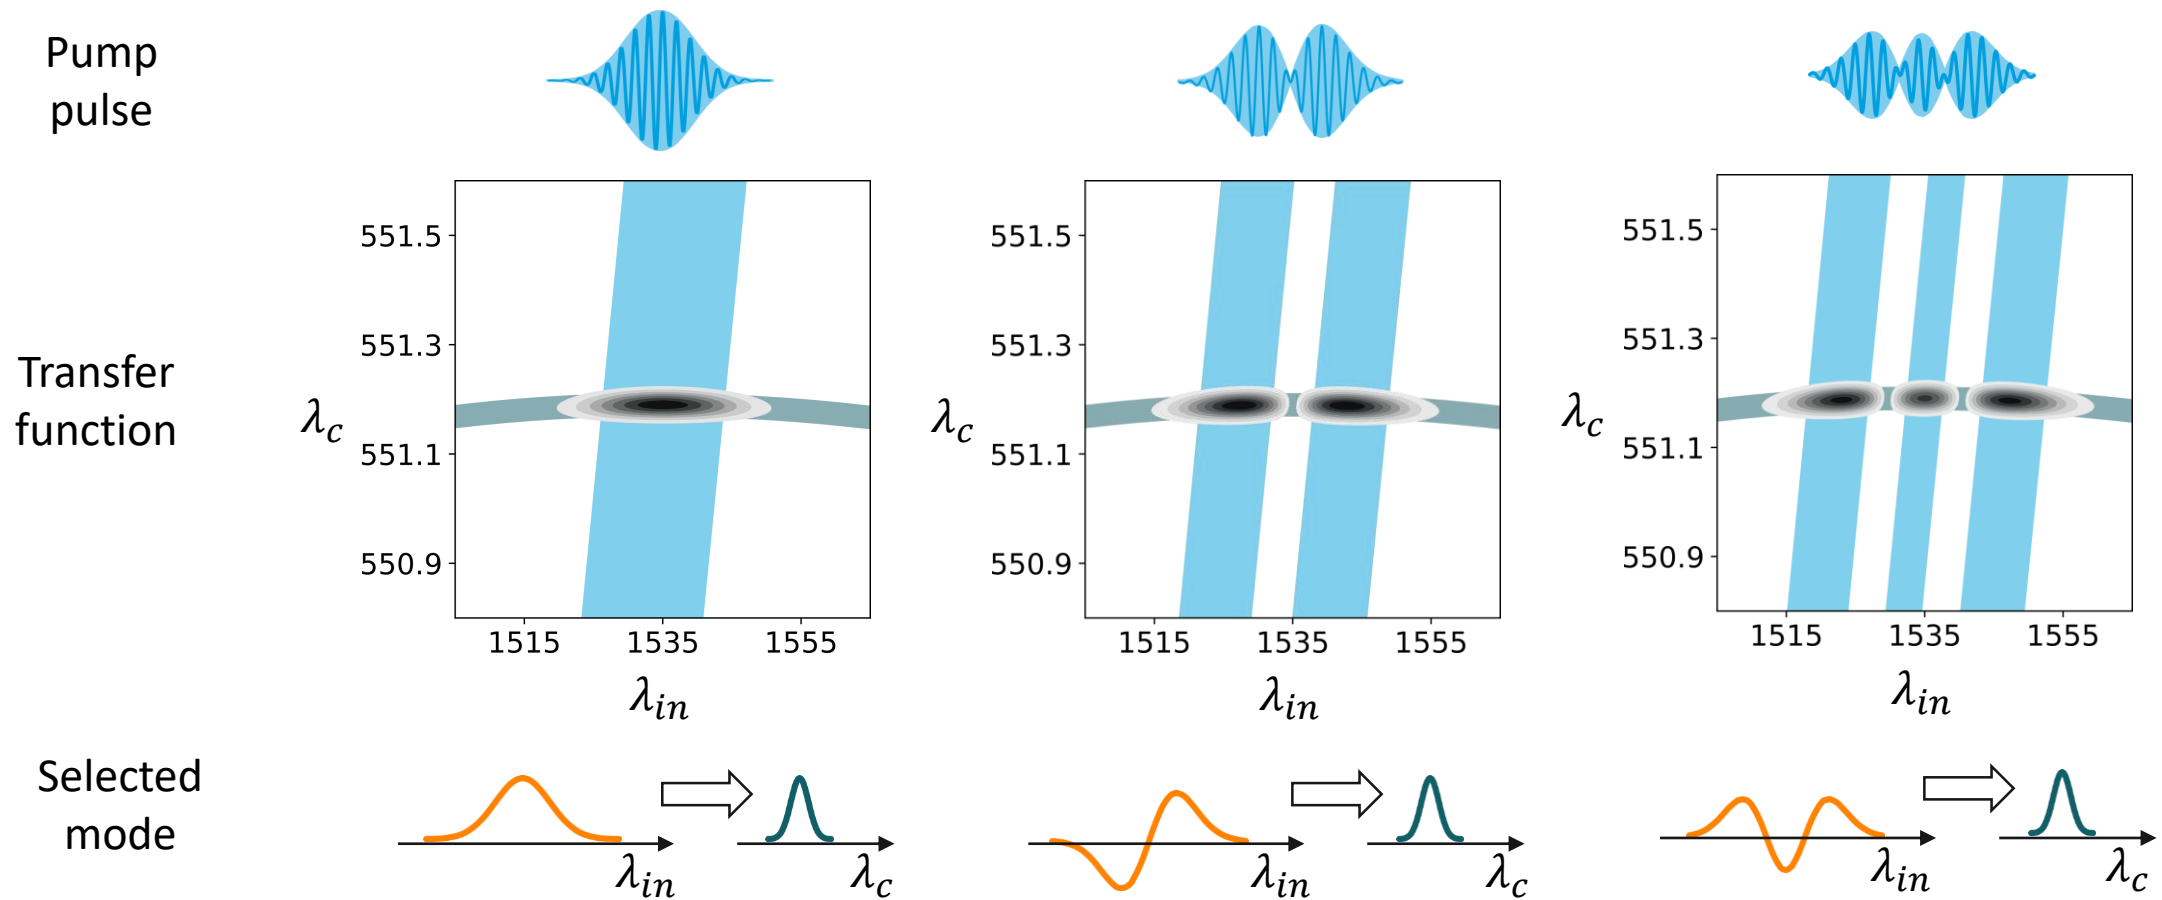 Pump
pulse
Transfer
function
λc
551.5
551.3
551.1
550.9
1515 1535 1555
λin
λc
551.5
551.3
551.1
550.9
1515 1535 1555
λin
λc
551.5
551.3
551.1
550.9
1515 1535 1555
λin
Selected
mode
λin λc
λin λc
λin λc